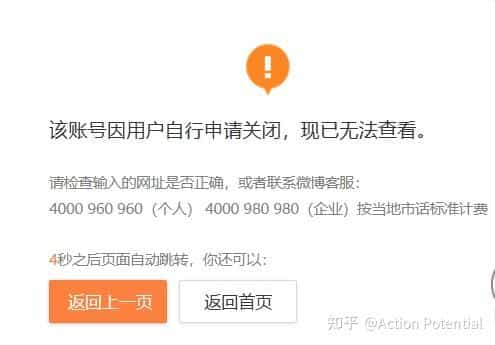 该账号因用户自行申请关闭，现已无法查看。
请检查输入的网址是否正确，或者联系微博客服：
4000 960 960（个人） 4000 980 980（企业）按当地市话标准计费
4秒之后页面自动跳转，你还可以：
返回上一页 返回首页
知乎 @Action Potential